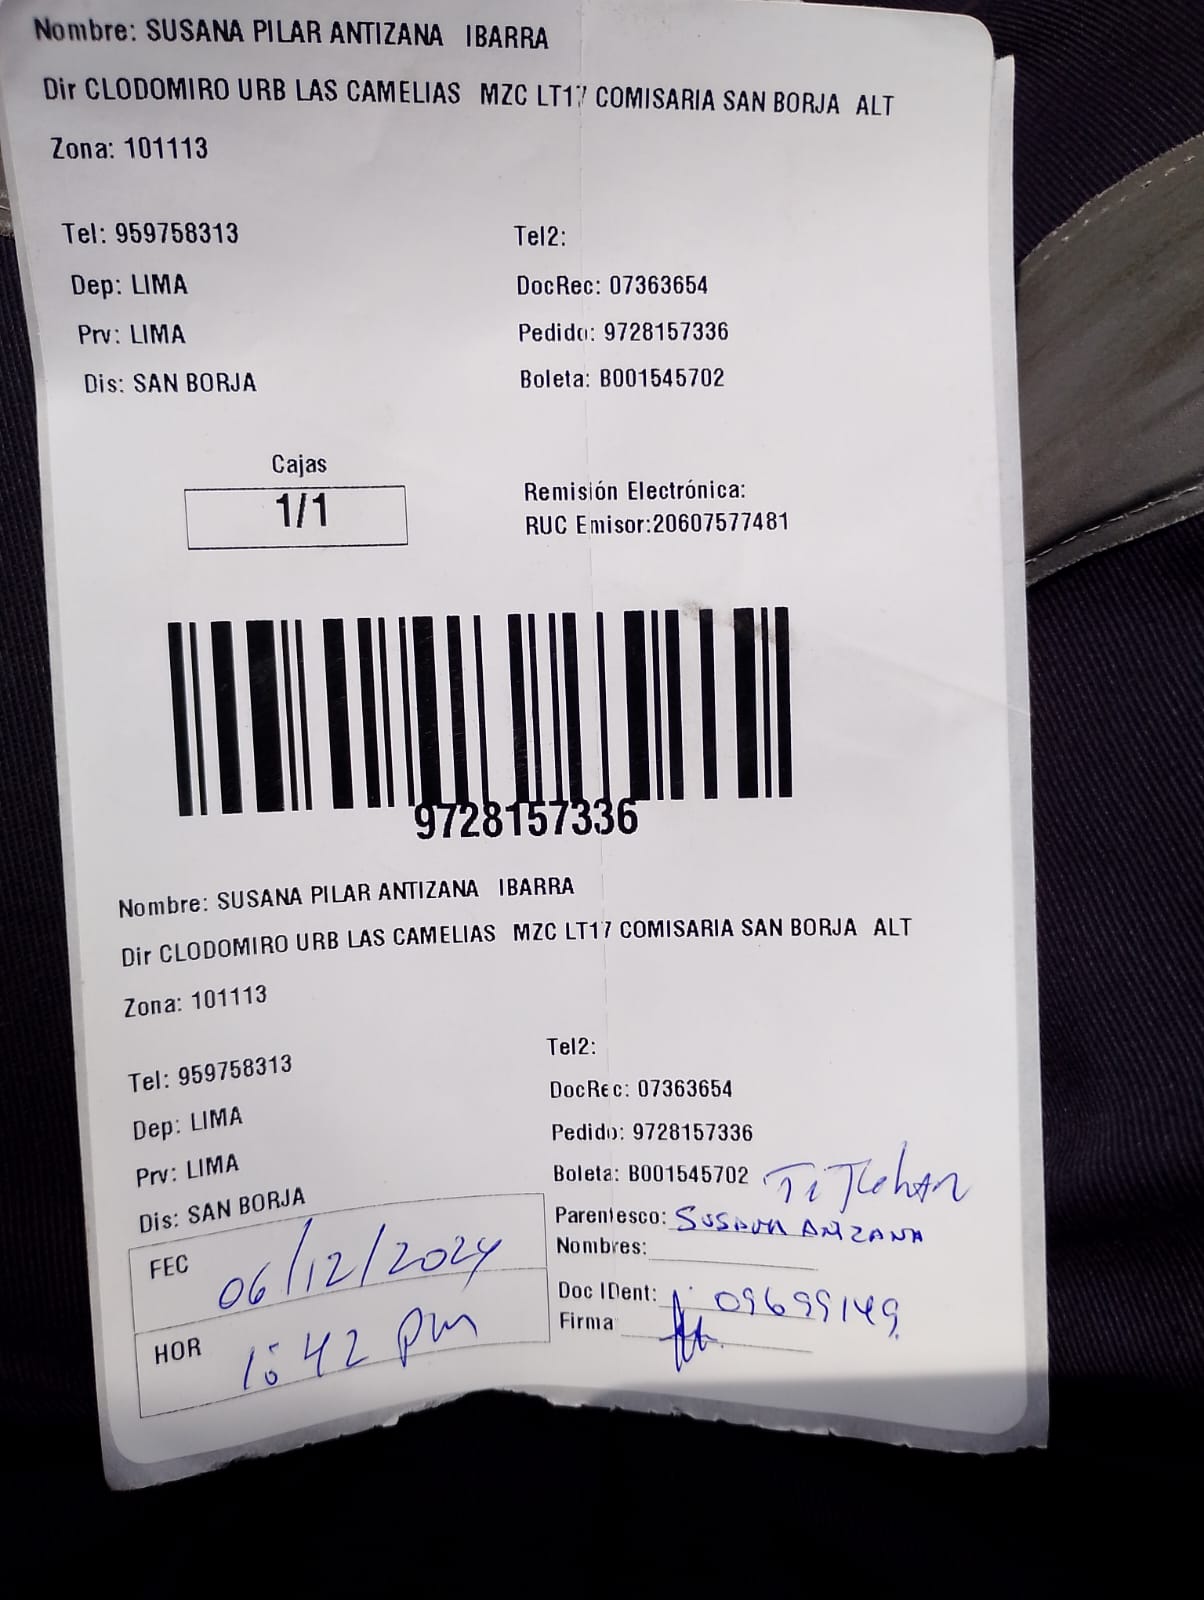 Nombre: SUSANA PILAR ANTIZANA IBARRA
Dir CLODOMIRO URB LAS CAMELIAS MZC LT17 COMISARIA SAN BORJA ALT
Zona: 101113
Tel: 959758313 Tel2:
Dep: LIMA DocRec: 07363654
Prv: LIMA Pedido: 9728157336
Dis: SAN BORJA Boleta: B001545702
Cajas
1/1
Remisión Electrónica:
RUC Emisor:20607577481
9728157336
Nombre: SUSANA PILAR ANTIZANA IBARRA
Dir CLODOMIRO URB LAS CAMELIAS MZC LT17 COMISARIA SAN BORJA ALT
Zona: 101113
Tel: 959758313 Tel2:
Dep: LIMA DocRec: 07363654
Prv: LIMA Pedido: 9728157336
Dis: SAN BORJA Boleta: B001545702
Parentesco: SUSANA
Nombres:
FEC 06/12/2024
Doc IDent: 09699149
Firma
HOR 1:42 pm